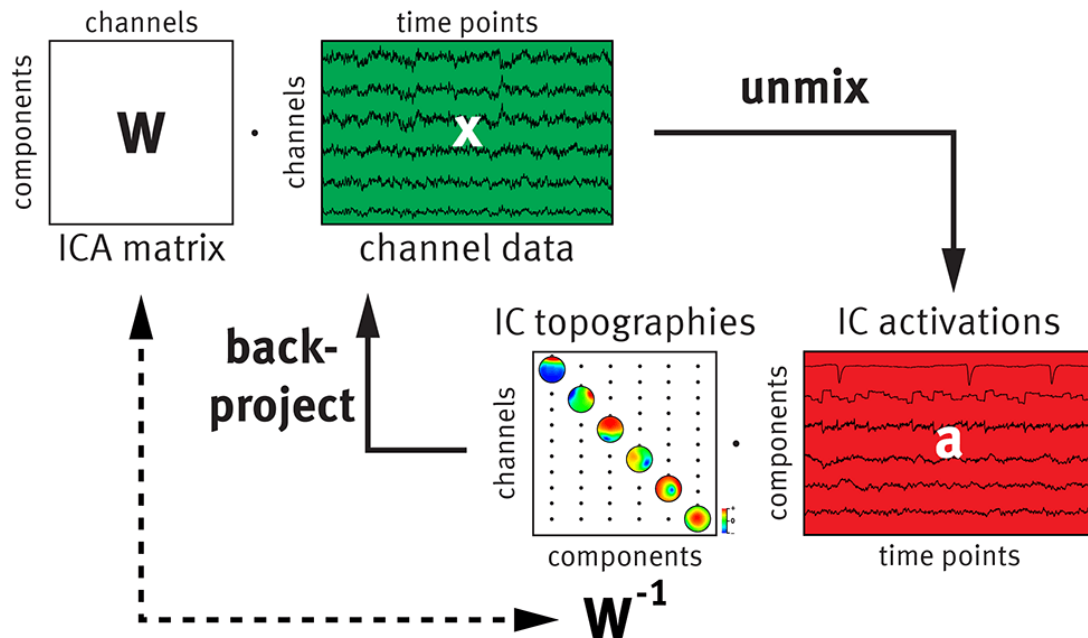 channels
components
W
ICA matrix
·
time points
channels
x
channel data
unmix
back-
project
IC topographies
channels
components
W-1
+
0
–
·
IC activations
components
a
time points